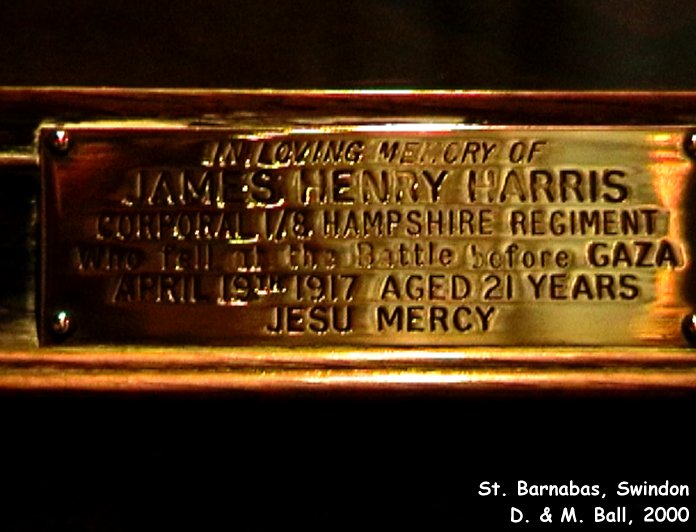 IN LOVING MEMORY OF
JAMES HENRY HARRIS
CORPORAL 1/8 HAMPSHIRE REGIMENT
Who fell at the Battle before GAZA
APRIL 19TH 1917 AGED 21 YEARS
JESU MERCY
St. Barnabas, Swindon
D. & M. Ball, 2000